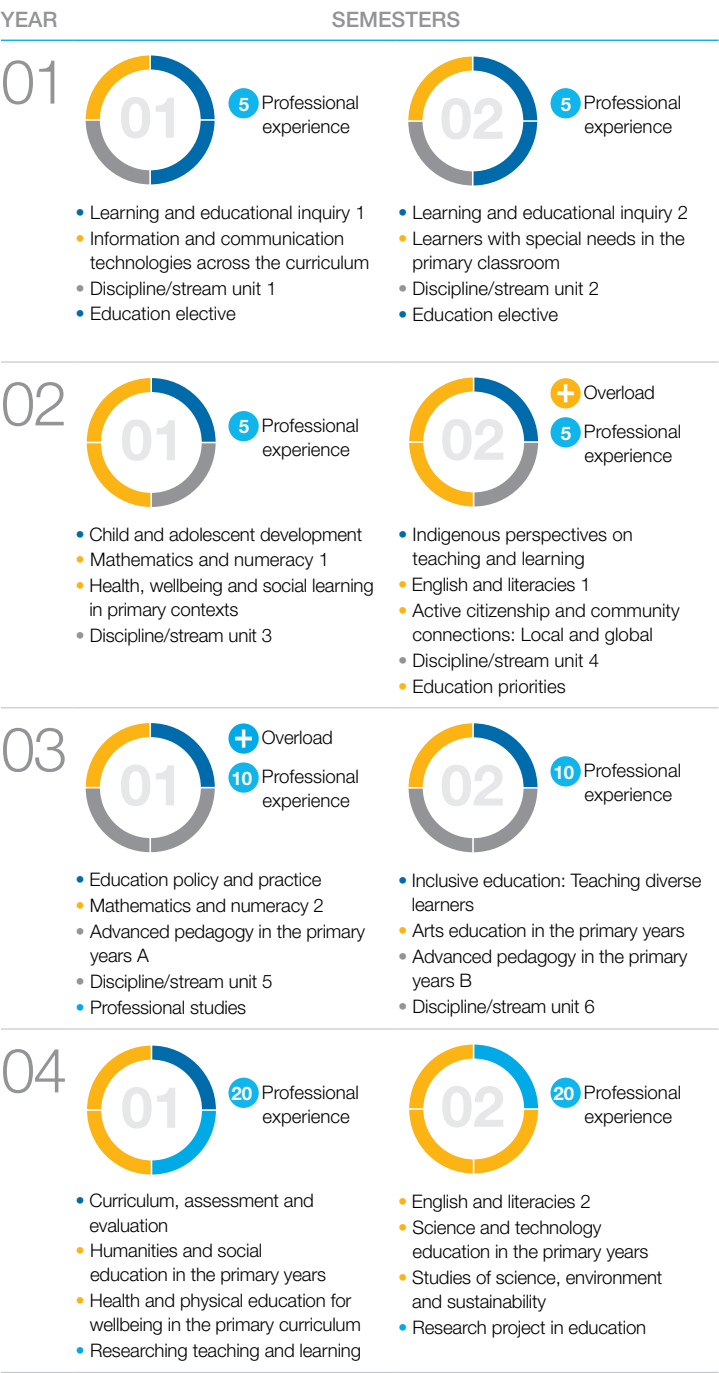 YEAR
SEMESTERS
01
01
5 Professional
experience
• Learning and educational inquiry 1
• Information and communication
technologies across the curriculum
• Discipline/stream unit 1
• Education elective
02
5 Professional
experience
• Learning and educational inquiry 2
• Learners with special needs in the
primary classroom
• Discipline/stream unit 2
• Education elective
02
01
5 Professional
experience
• Child and adolescent development
• Mathematics and numeracy 1
• Health, wellbeing and social learning
in primary contexts
• Discipline/stream unit 3
02
+ Overload
5 Professional
experience
• Indigenous perspectives on
teaching and learning
• English and literacies 1
• Active citizenship and community
connections: Local and global
• Discipline/stream unit 4
• Education priorities
03
01
+ Overload
10 Professional
experience
• Education policy and practice
• Mathematics and numeracy 2
• Advanced pedagogy in the primary
years A
• Discipline/stream unit 5
• Professional studies
02
10 Professional
experience
• Inclusive education: Teaching diverse
learners
• Arts education in the primary years
• Advanced pedagogy in the primary
years B
• Discipline/stream unit 6
04
01
20 Professional
experience
• Curriculum, assessment and
evaluation
• Humanities and social
education in the primary years
• Health and physical education for
wellbeing in the primary curriculum
• Researching teaching and learning
02
20 Professional
experience
• English and literacies 2
• Science and technology
education in the primary years
• Studies of science, environment
and sustainability
• Research project in education